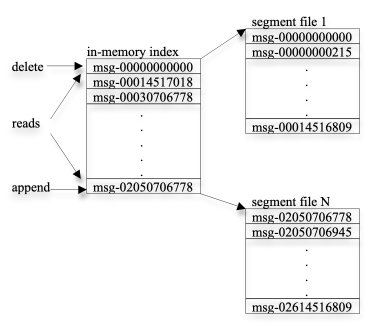 segment file 1
in-memory index
msg-00000000000
msg-00000000215
.
.
.
.
msg-00014516809
delete
msg-00000000000
msg-00014517018
msg-00030706778
reads
.
.
.
.
.
append
msg-02050706778
segment file N
msg-02050706778
msg-02050706945
.
.
.
.
msg-02614516809